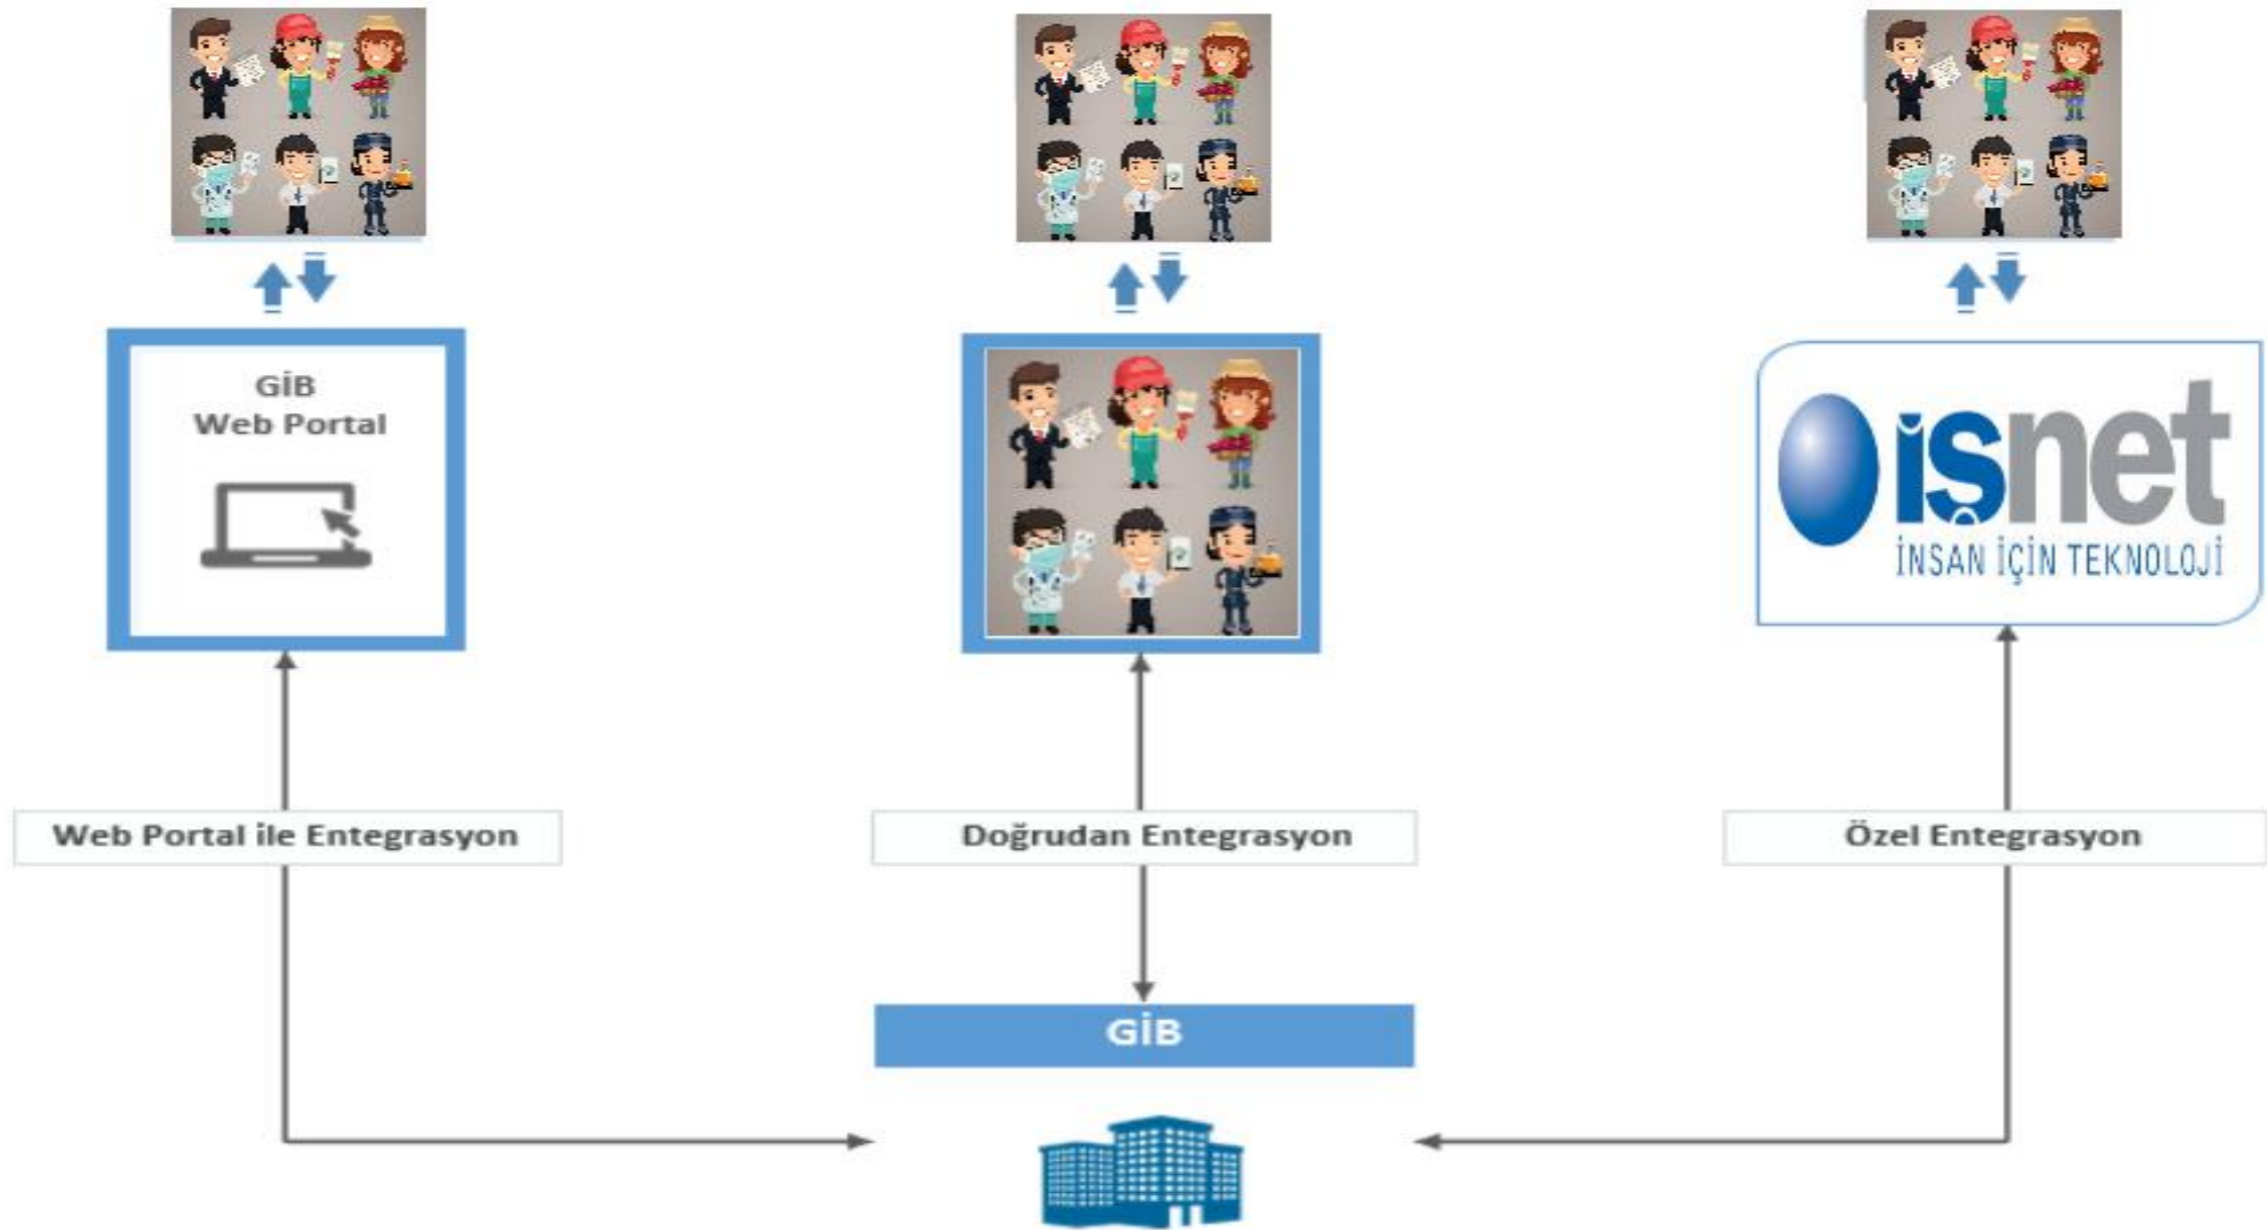 GİB
Web Portal
işnet
İNSAN İÇİN TEKNOLOJİ
Web Portal ile Entegrasyon
Doğrudan Entegrasyon
Özel Entegrasyon
GİB